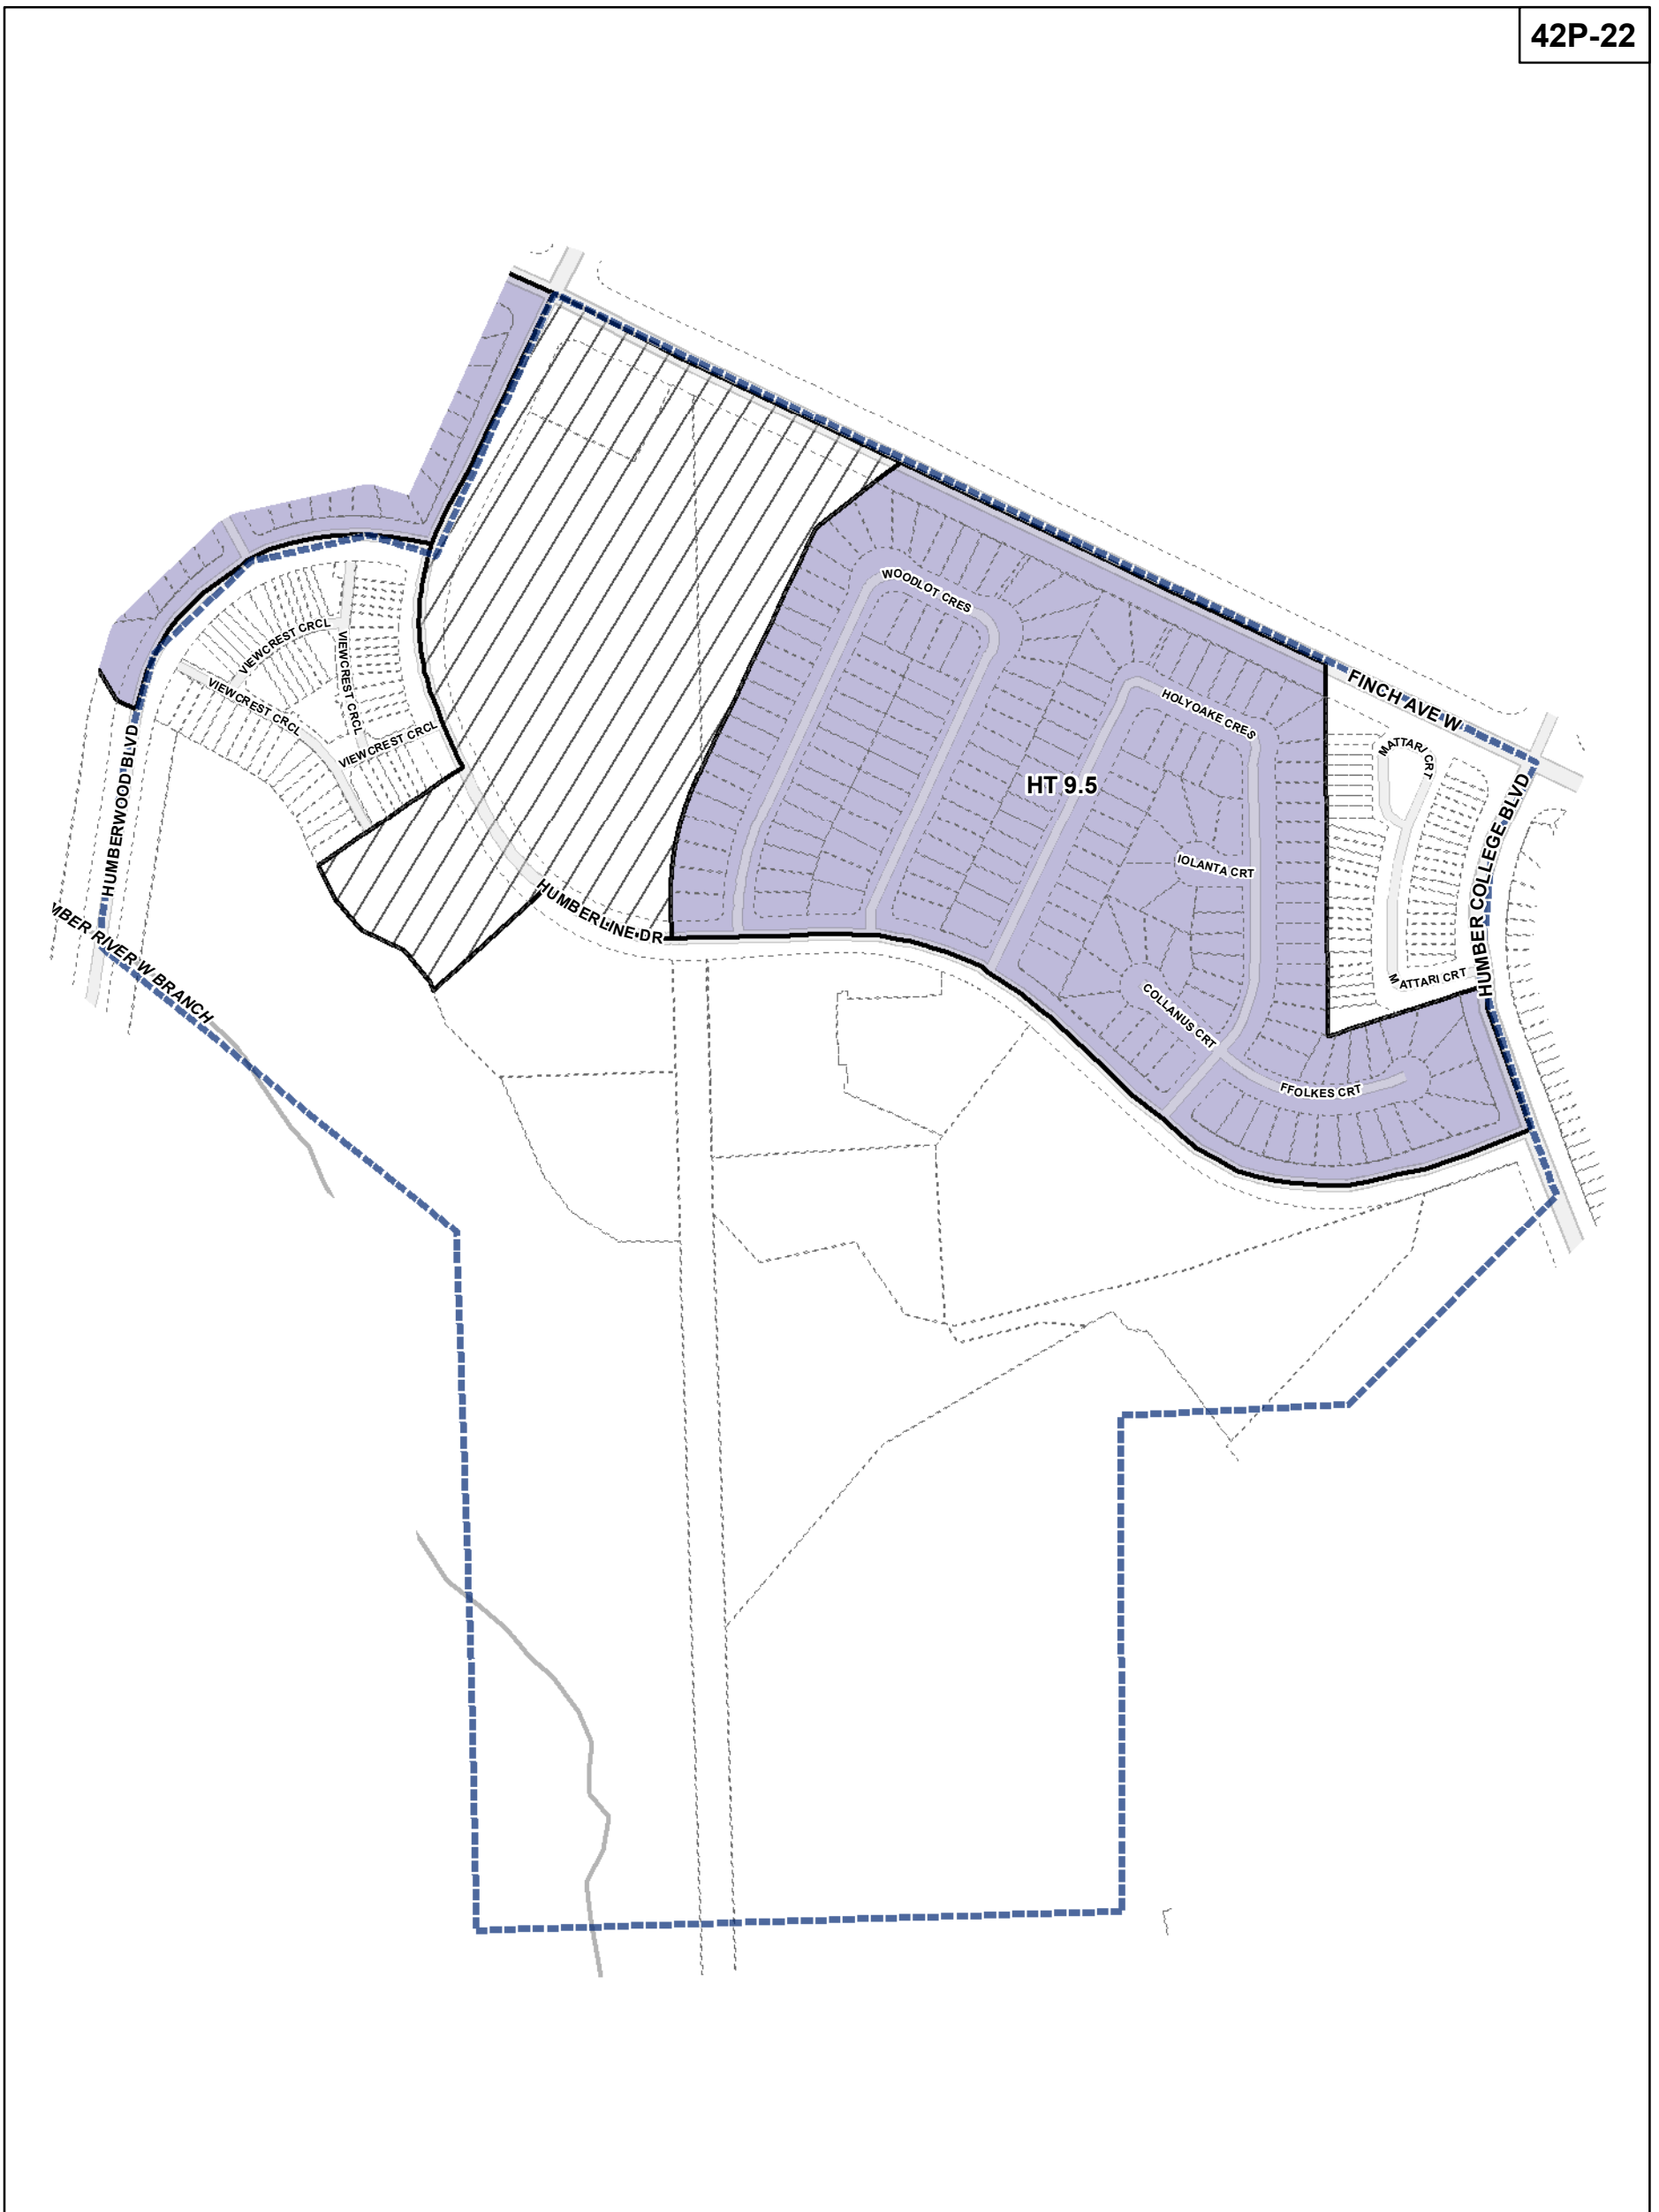 42P-22
WOODLOT CRES
VIEWCREST CRCL
VIEWCREST CRCL
VIEWCREST CRCL
VIEWCREST CRCL
FINCH AVE W
HOLYOAKE CRES
MATTARI CRT
HT 9.5
HUMBERWOOD BLVD
HUMBER COLLEGE BLVD
IOLANTA CRT
HUMBERLINE DR
MBER RIVER W BRANCH
MATTARI CRT
COLLANUS CRT
FFOLKES CRT